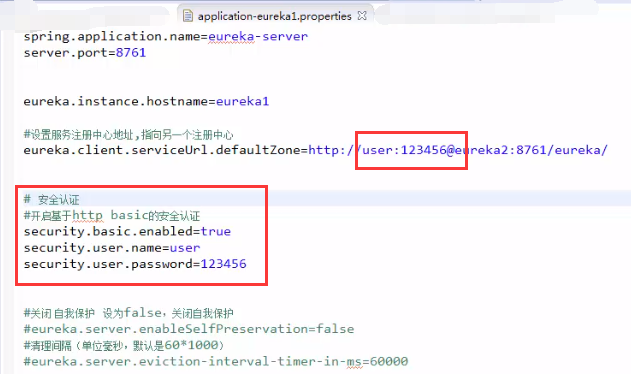 application-eureka1.properties
spring.application.name=eureka-server
server.port=8761
eureka.instance.hostname=eureka1
#设置服务注册中心地址,指向另一个注册中心
eureka.client.serviceUrl.defaultZone=http://user:123456@eureka2:8761/eureka/
# 安全认证
#开启基于http basic的安全认证
security.basic.enabled=true
security.user.name=user
security.user.password=123456
#关闭自我保护 设为false，关闭自我保护
#eureka.server.enableSelfPreservation=false
#清理间隔（单位毫秒，默认是60*1000）
#eureka.server.eviction-interval-timer-in-ms=60000